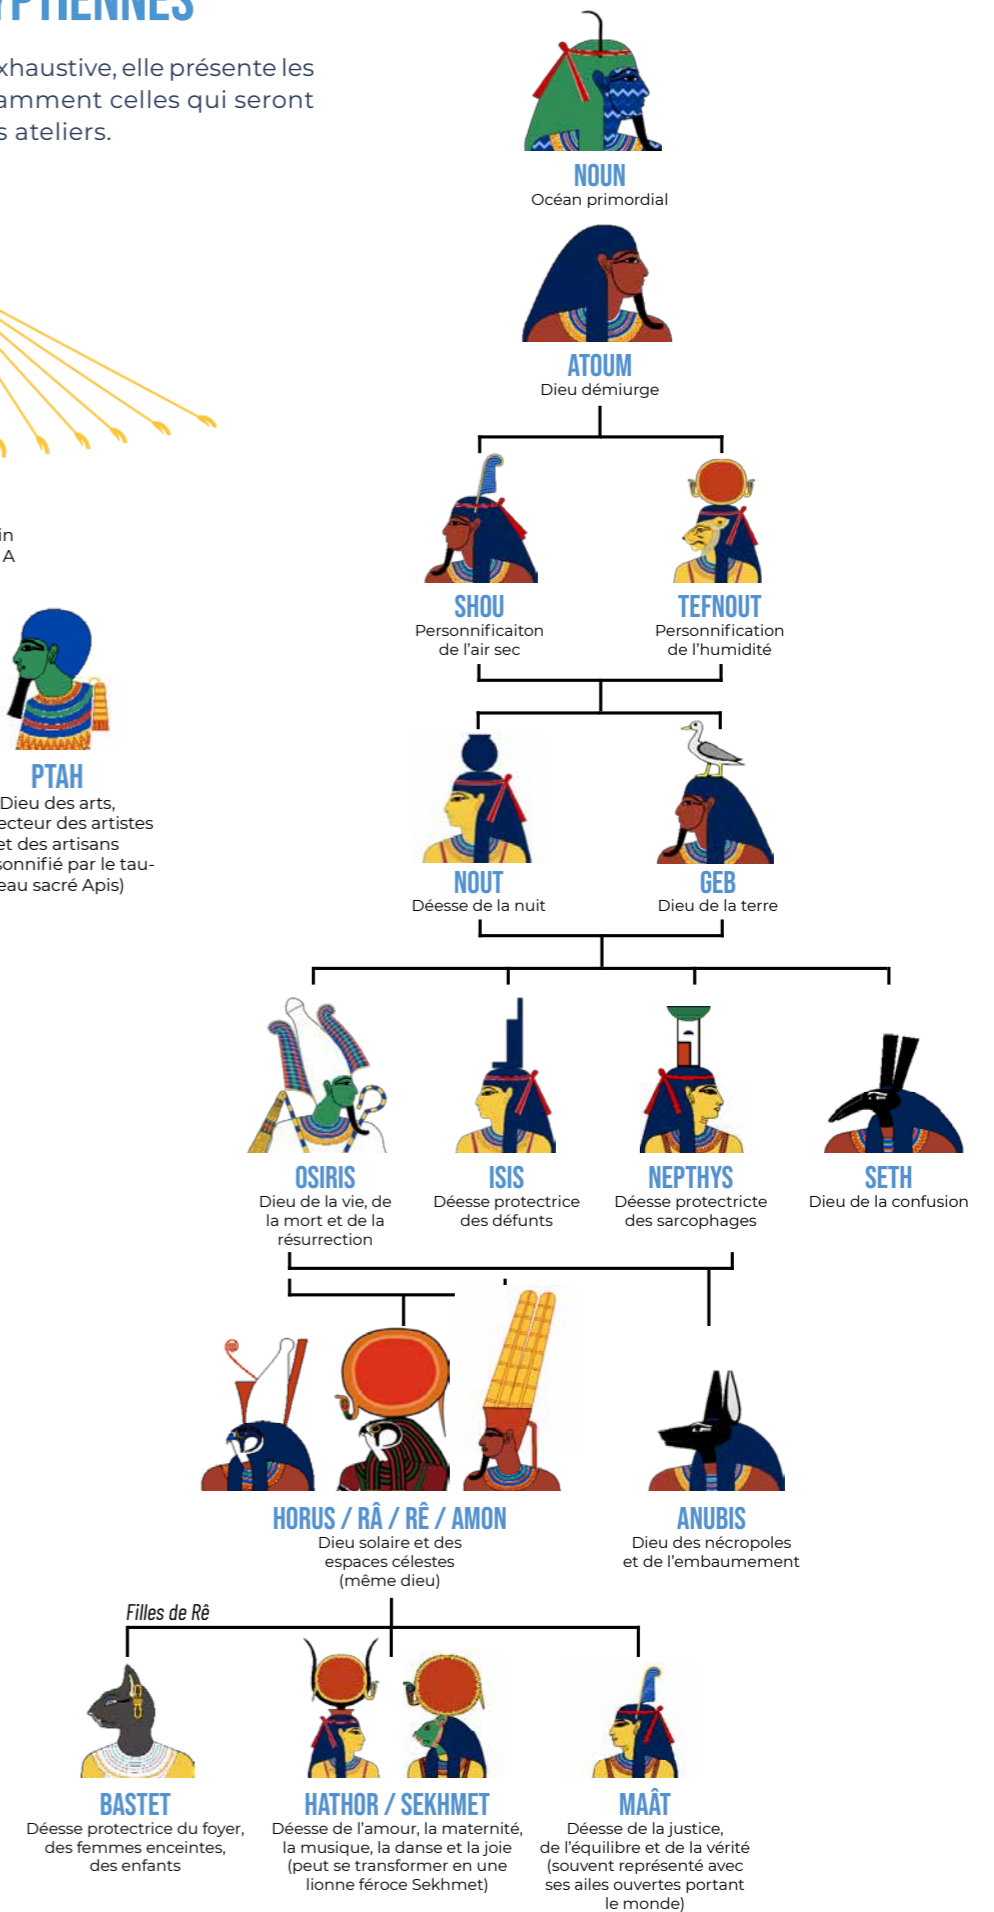 YPTIENNES
xhaustive, elle présente les
amment celles qui seront
s ateliers.
NOUN
Océan primordial
ATOUM
Dieu démiurge
in
A
SHOU
Personnificaiton
de l'air sec
TEFNOUT
Personnification
de l'humidité
PTAH
Dieu des arts,
ecteur des artistes
et des artisans
sonnifié par le tau-
eau sacré Apis)
NOUT
Déesse de la nuit
GEB
Dieu de la terre
OSIRIS
Dieu de la vie, de
la mort et de la
résurrection
ISIS
Déesse protectrice
des défunts
NEPTHYS
Déesse protectricte
des sarcophages
SETH
Dieu de la confusion
HORUS / RÂ / RÊ / AMON
Dieu solaire et des
espaces célestes
(même dieu)
ANUBIS
Dieu des nécropoles
et de l'embaumement
Filles de Rê
BASTET
Déesse protectrice du foyer,
des femmes enceintes,
des enfants
HATHOR / SEKHMET
Déesse de l'amour, la maternité,
la musique, la danse et la joie
(peut se transformer en une
lionne féroce Sekhmet)
MAÂT
Déesse de la justice,
de l'équilibre et de la vérité
(souvent représenté avec
ses ailes ouvertes portant
le monde)